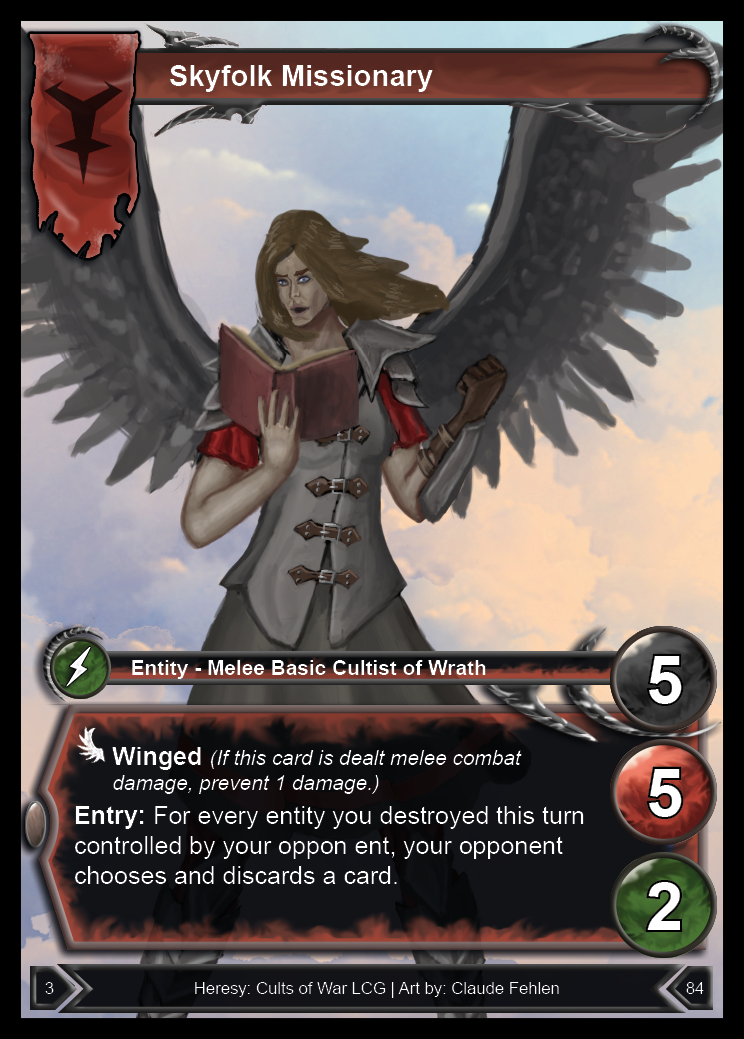 Skyfolk Missionary
Entity - Melee Basic Cultist of Wrath
5
Winged (If this card is dealt melee combat
damage, prevent 1 damage.)
5
Entry: For every entity you destroyed this turn
controlled by your oppon ent, your opponent
chooses and discards a card.
2
3
Heresy: Cults of War LCG | Art by: Claude Fehlen
84